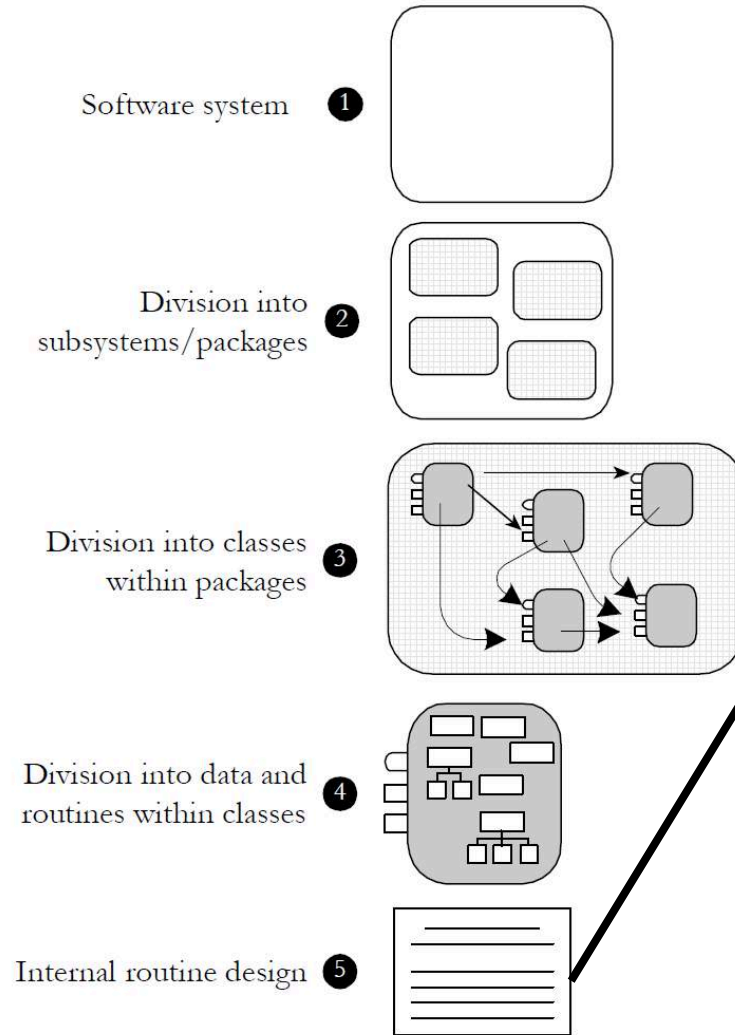 Software system 1
Division into
subsystems/packages 2
Division into classes
within packages 3
Division into data and
routines within classes 4
Internal routine design 5